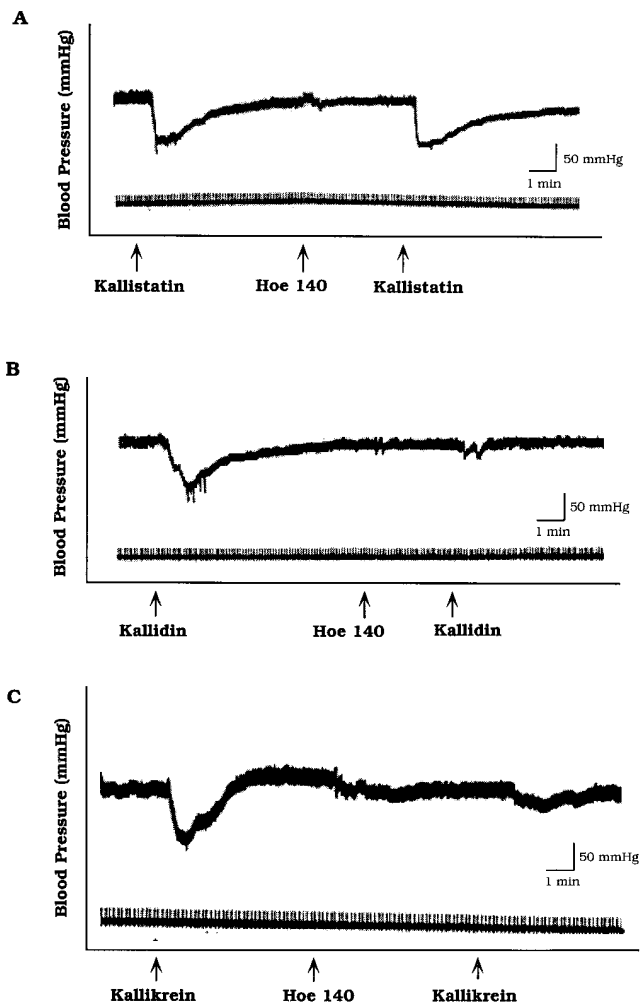 A
Blood Pressure (mmHg)
50 mmHg
1 min
Kallistatin Hoe 140 Kallistatin
B
Blood Pressure (mmHg)
50 mmHg
1 min
Kallidin Hoe 140 Kallidin
C
Blood Pressure (mmHg)
50 mmHg
1 min
Kallikrein Hoe 140 Kallikrein